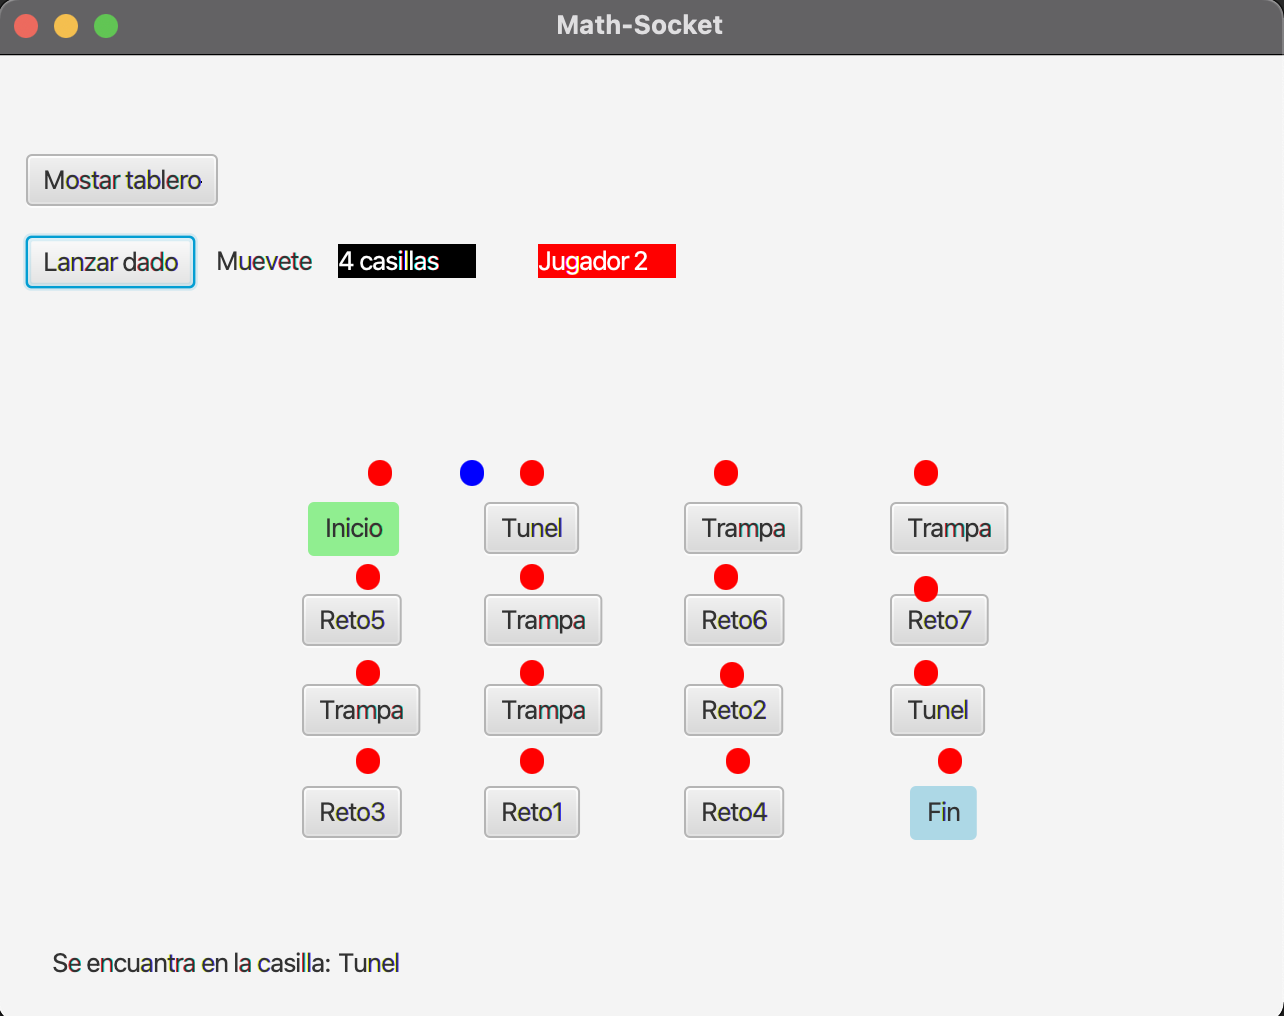 Math-Socket
Mostar tablero
Lanzar dado Muevete 4 casillas Jugador 2
Inicio Tunel Trampa Trampa
Reto5 Trampa Reto6 Reto7
Trampa Trampa Reto2 Tunel
Reto3 Reto1 Reto4 Fin
Se encuantra en la casilla: Tunel